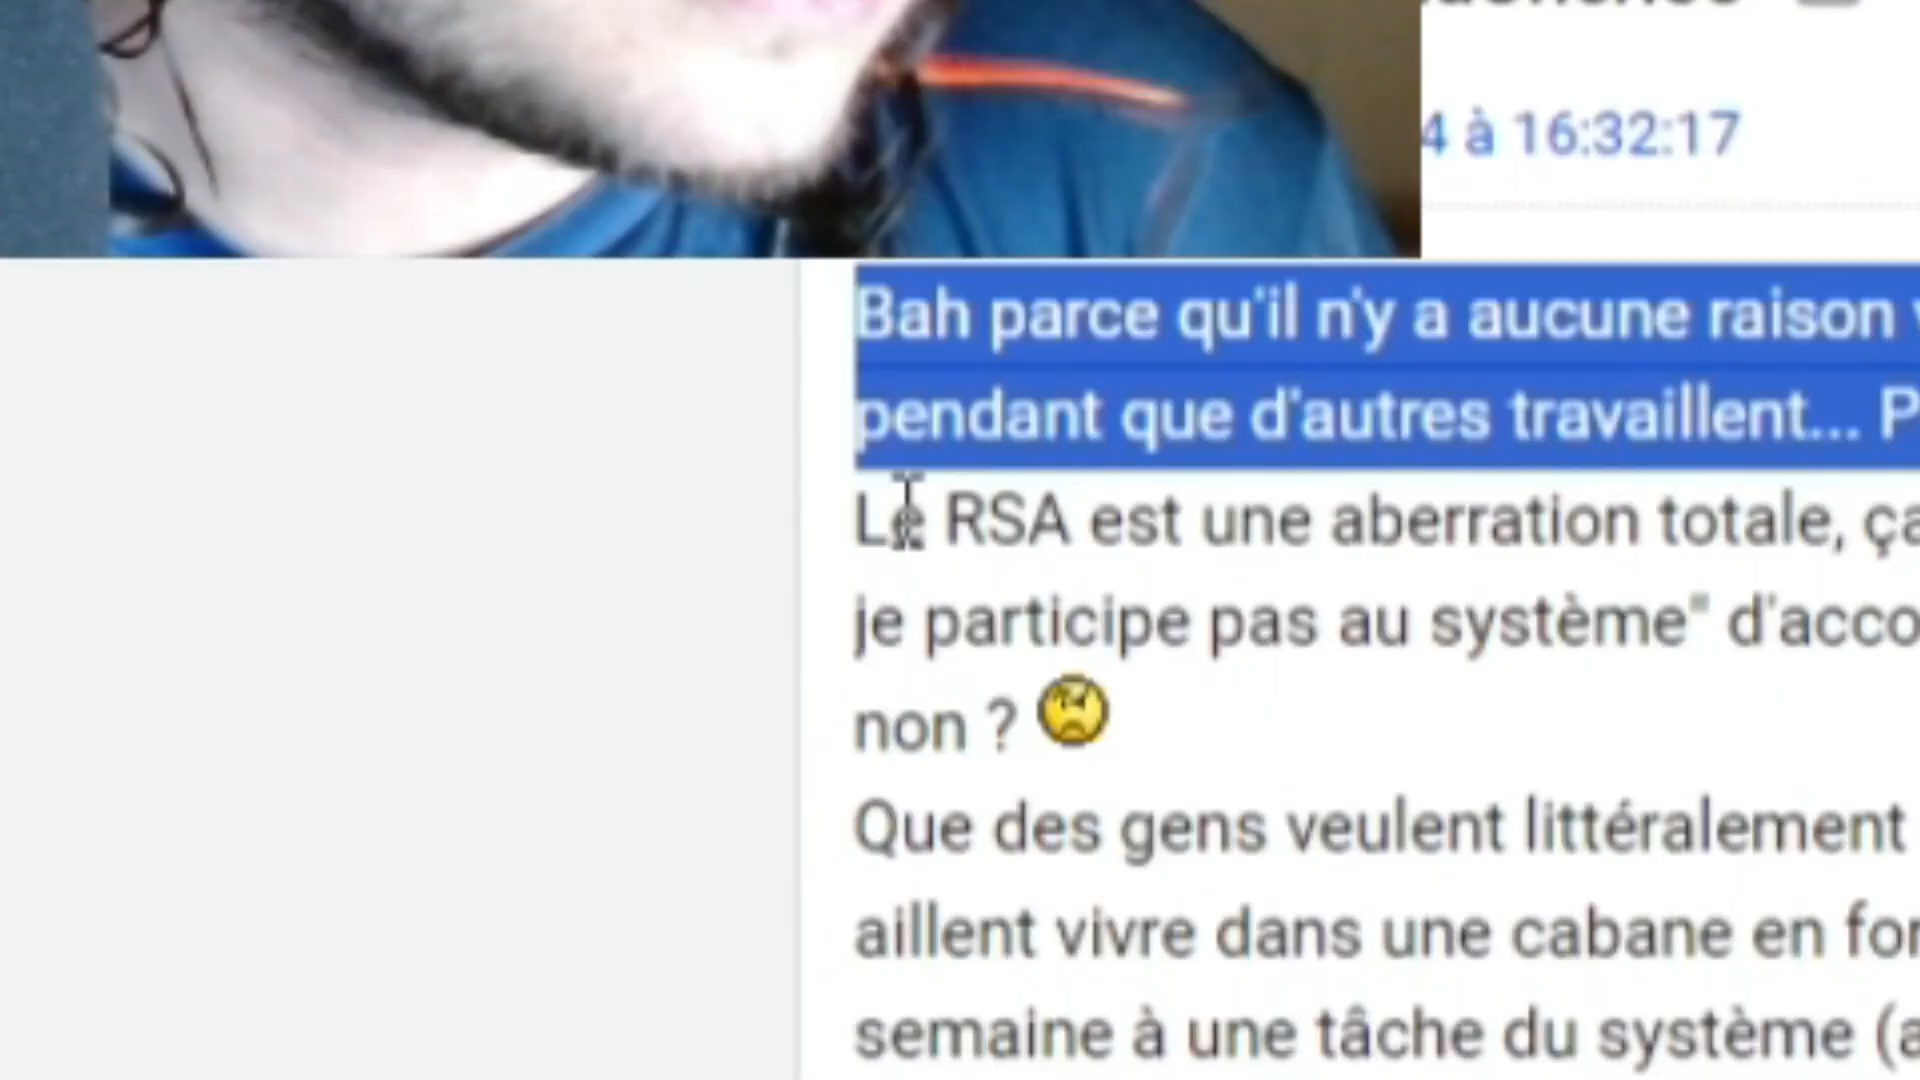 4 à 16:32:17
Bah parce qu'il n'y a aucune raison
pendant que d'autres travaillent... P
Le RSA est une aberration totale, ça
je participe pas au système" d'acco
non ?
Que des gens veulent littéralement
aillent vivre dans une cabane en for
semaine à une tâche du système (a